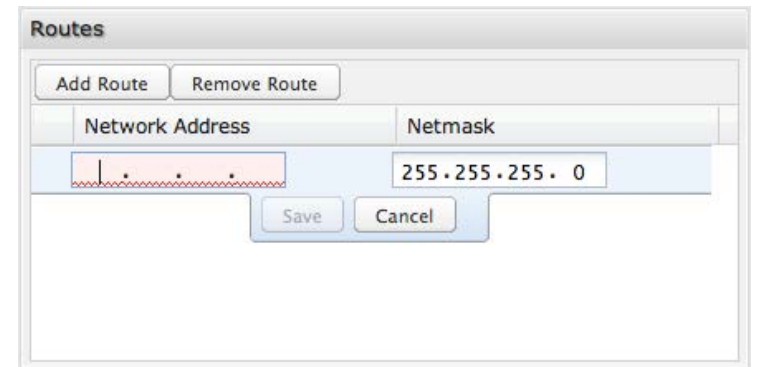 Routes
Add Route Remove Route
Network Address Netmask
. . . 255.255.255. 0
Save Cancel